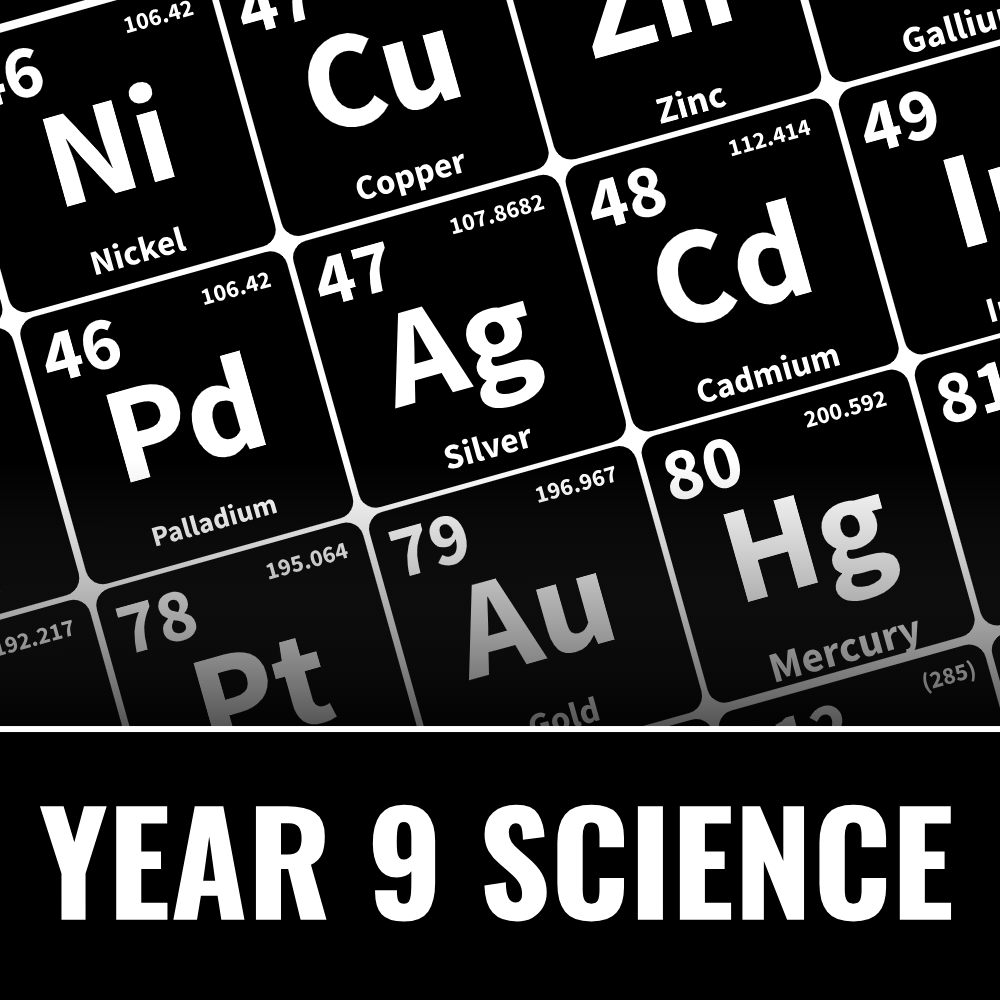 46
106.42
Ni
Nickel
47
Cu
Copper
Zn
Zinc
Gallium
46
106.42
Pd
Palladium
47
107.8682
Ag
Silver
48
112.414
Cd
Cadmium
49
In
192.217
78
195.064
Pt
79
196.967
Au
Gold
80
200.592
Hg
Mercury
81
(285)
YEAR 9 SCIENCE